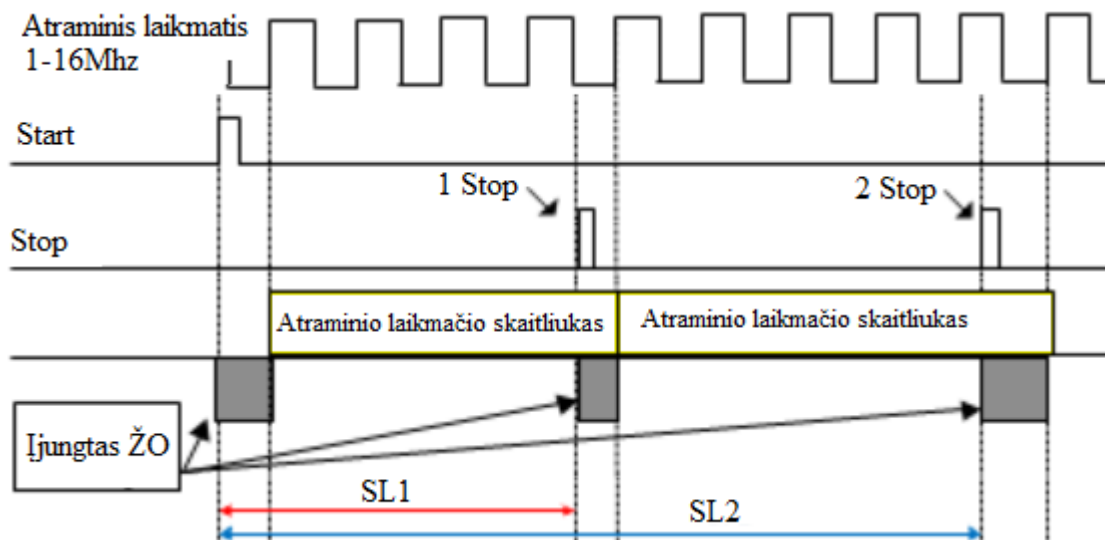 Atraminis laikmatis
1-16Mhz
Start
1 Stop
2 Stop
Stop
Atraminio laikmačio skaitliukas
Atraminio laikmačio skaitliukas
Įjungtas ŽO
SL1
SL2